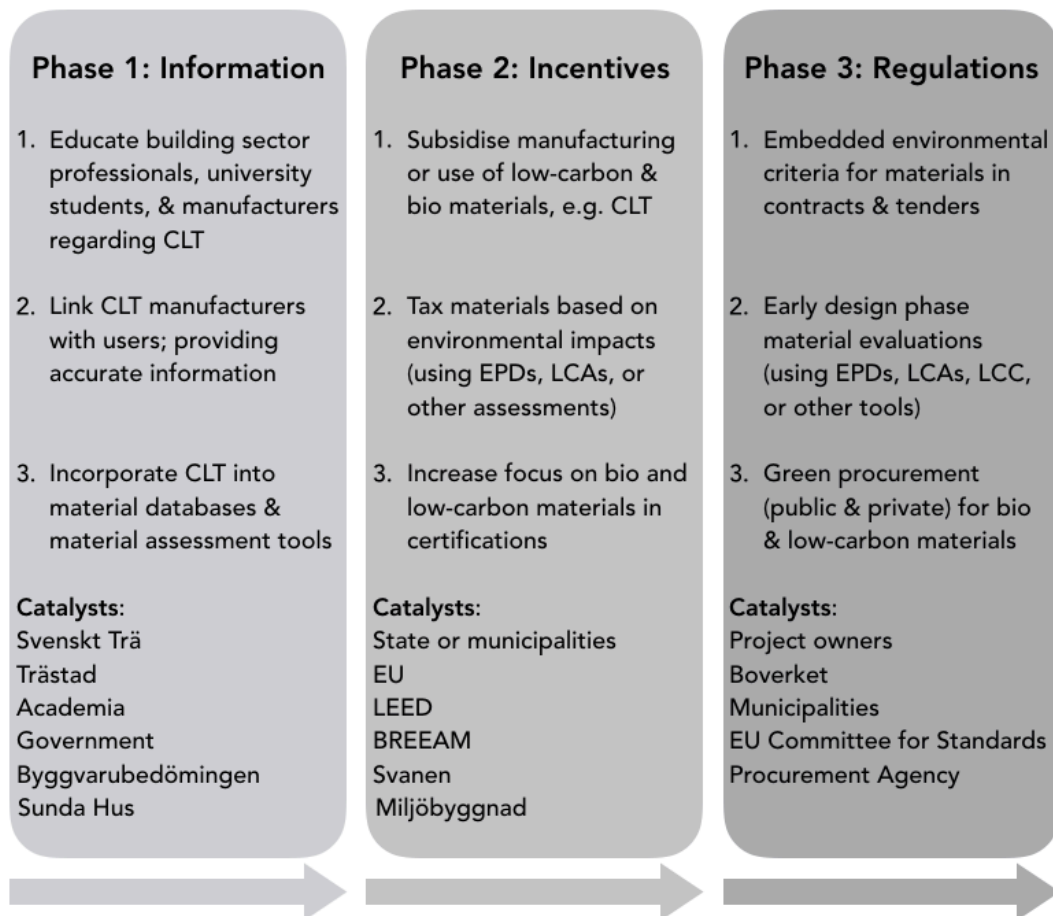 Phase 1: Information
1. Educate building sector
professionals, university
students, & manufacturers
regarding CLT
2. Link CLT manufacturers
with users; providing
accurate information
3. Incorporate CLT into
material databases &
material assessment tools
Catalysts:
Svenskt Trä
Trästad
Academia
Government
Byggvarubedömingen
Sunda Hus
Phase 2: Incentives
1. Subsidise manufacturing
or use of low-carbon &
bio materials, e.g. CLT
2. Tax materials based on
environmental impacts
(using EPDs, LCAs, or
other assessments)
3. Increase focus on bio and
low-carbon materials in
certifications
Catalysts:
State or municipalities
EU
LEED
BREEAM
Svanen
Miljöbyggnad
Phase 3: Regulations
1. Embedded environmental
criteria for materials in
contracts & tenders
2. Early design phase
material evaluations
(using EPDs, LCAs, LCC,
or other tools)
3. Green procurement
(public & private) for bio
& low-carbon materials
Catalysts:
Project owners
Boverket
Municipalities
EU Committee for Standards
Procurement Agency